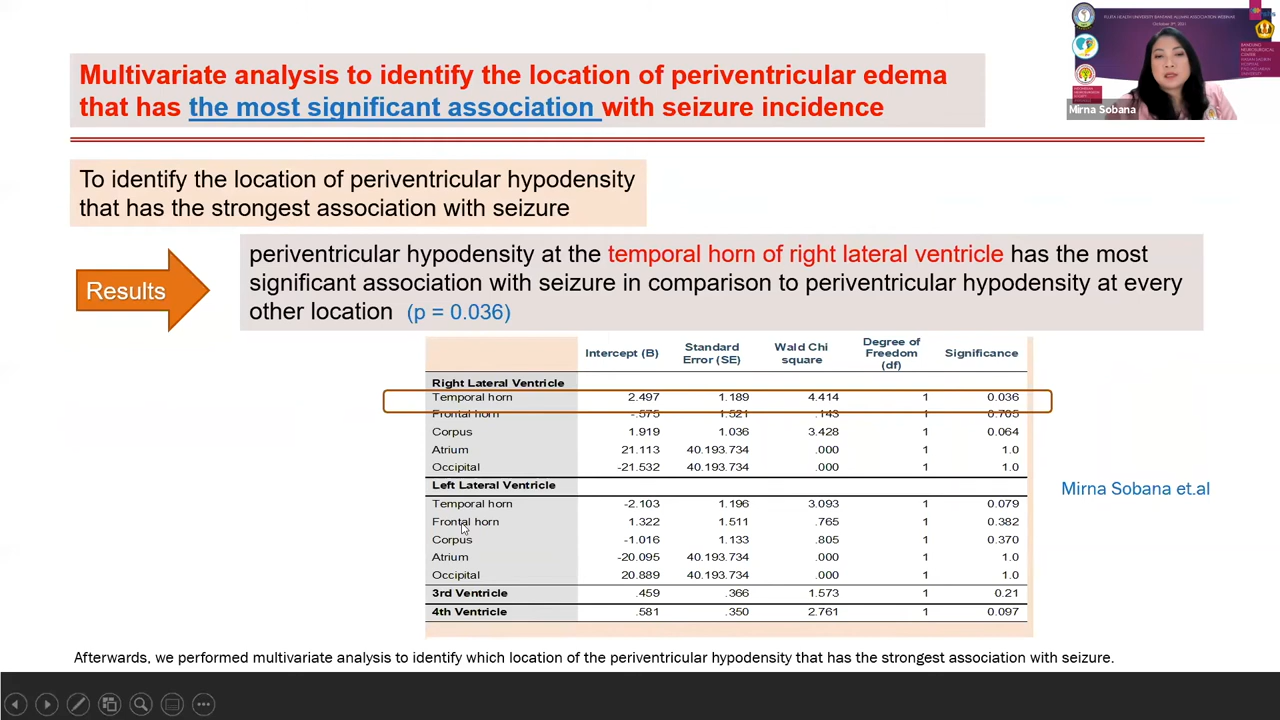 FUJITA HEALTH UNIVERSITY BANDUNG ALUMNI ASSOCIATION WEBINAR
Mirna Sobana
Multivariate analysis to identify the location of periventricular edema
that has the most significant association with seizure incidence
To identify the location of periventricular hypodensity
that has the strongest association with seizure
Results
periventricular hypodensity at the temporal horn of right lateral ventricle has the most
significant association with seizure in comparison to periventricular hypodensity at every
other location (p = 0.036)
Intercept (B) Standard Error (SE) Wald Chi square Degree of Freedom (df) Significance
Right Lateral Ventricle
Temporal horn 2.497 1.189 4.414 1 0.036
Frontal horn -.575 1.521 .143 1 0.705
Corpus 1.919 1.036 3.428 1 0.064
Atrium 21.113 40.193.734 .000 1 1.0
Occipital -21.532 40.193.734 .000 1 1.0
Left Lateral Ventricle
Temporal horn -2.103 1.196 3.093 1 0.079
Frontal horn 1.322 1.511 .765 1 0.382
Corpus -1.016 1.133 .805 1 0.370
Atrium -20.095 40.193.734 .000 1 1.0
Occipital 20.889 40.193.734 .000 1 1.0
3rd Ventricle .459 .366 1.573 1 0.21
4th Ventricle .581 .350 2.761 1 0.097
Mirna Sobana et.al
Afterwards, we performed multivariate analysis to identify which location of the periventricular hypodensity that has the strongest association with seizure.